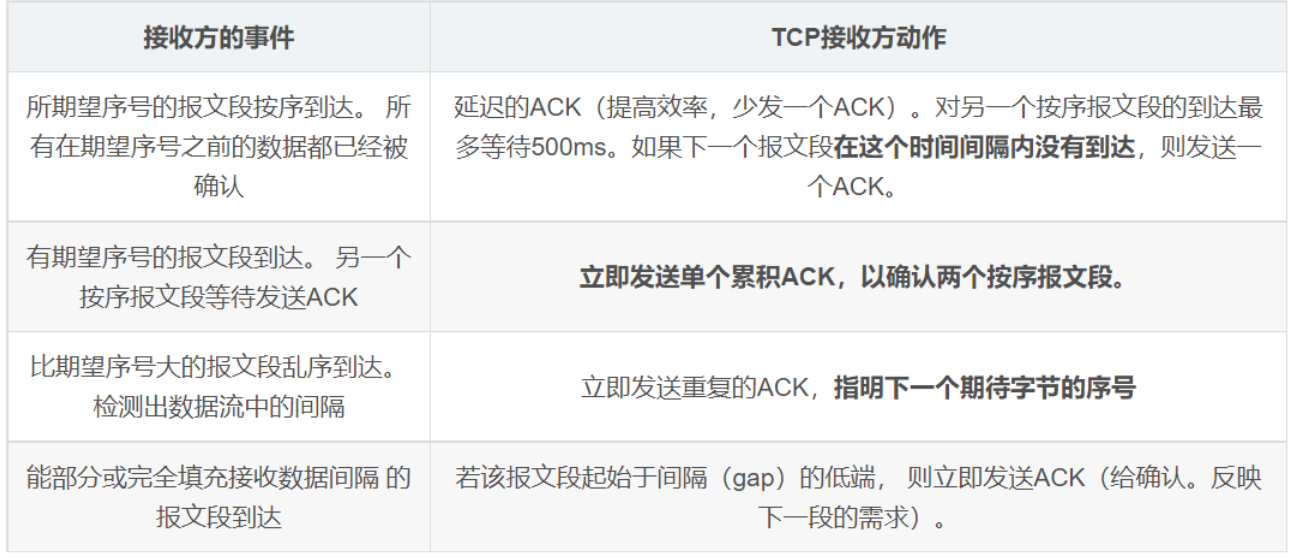 接收方的事件
TCP接收方动作
所期望序号的报文段按序到达。 所
有在期望序号之前的数据都已经被
确认
延迟的ACK（提高效率，少发一个ACK）。对另一个按序报文段的到达最
多等待500ms。如果下一个报文段在这个时间间隔内没有到达，则发送一
个ACK。
有期望序号的报文段到达。 另一个
按序报文段等待发送ACK
立即发送单个累积ACK，以确认两个按序报文段。
比期望序号大的报文段乱序到达。
检测出数据流中的间隔
立即发送重复的ACK，指明下一个期待字节的序号
能部分或完全填充接收数据间隔 的
报文段到达
若该报文段起始于间隔（gap）的低端， 则立即发送ACK（给确认。反映
下一段的需求）。